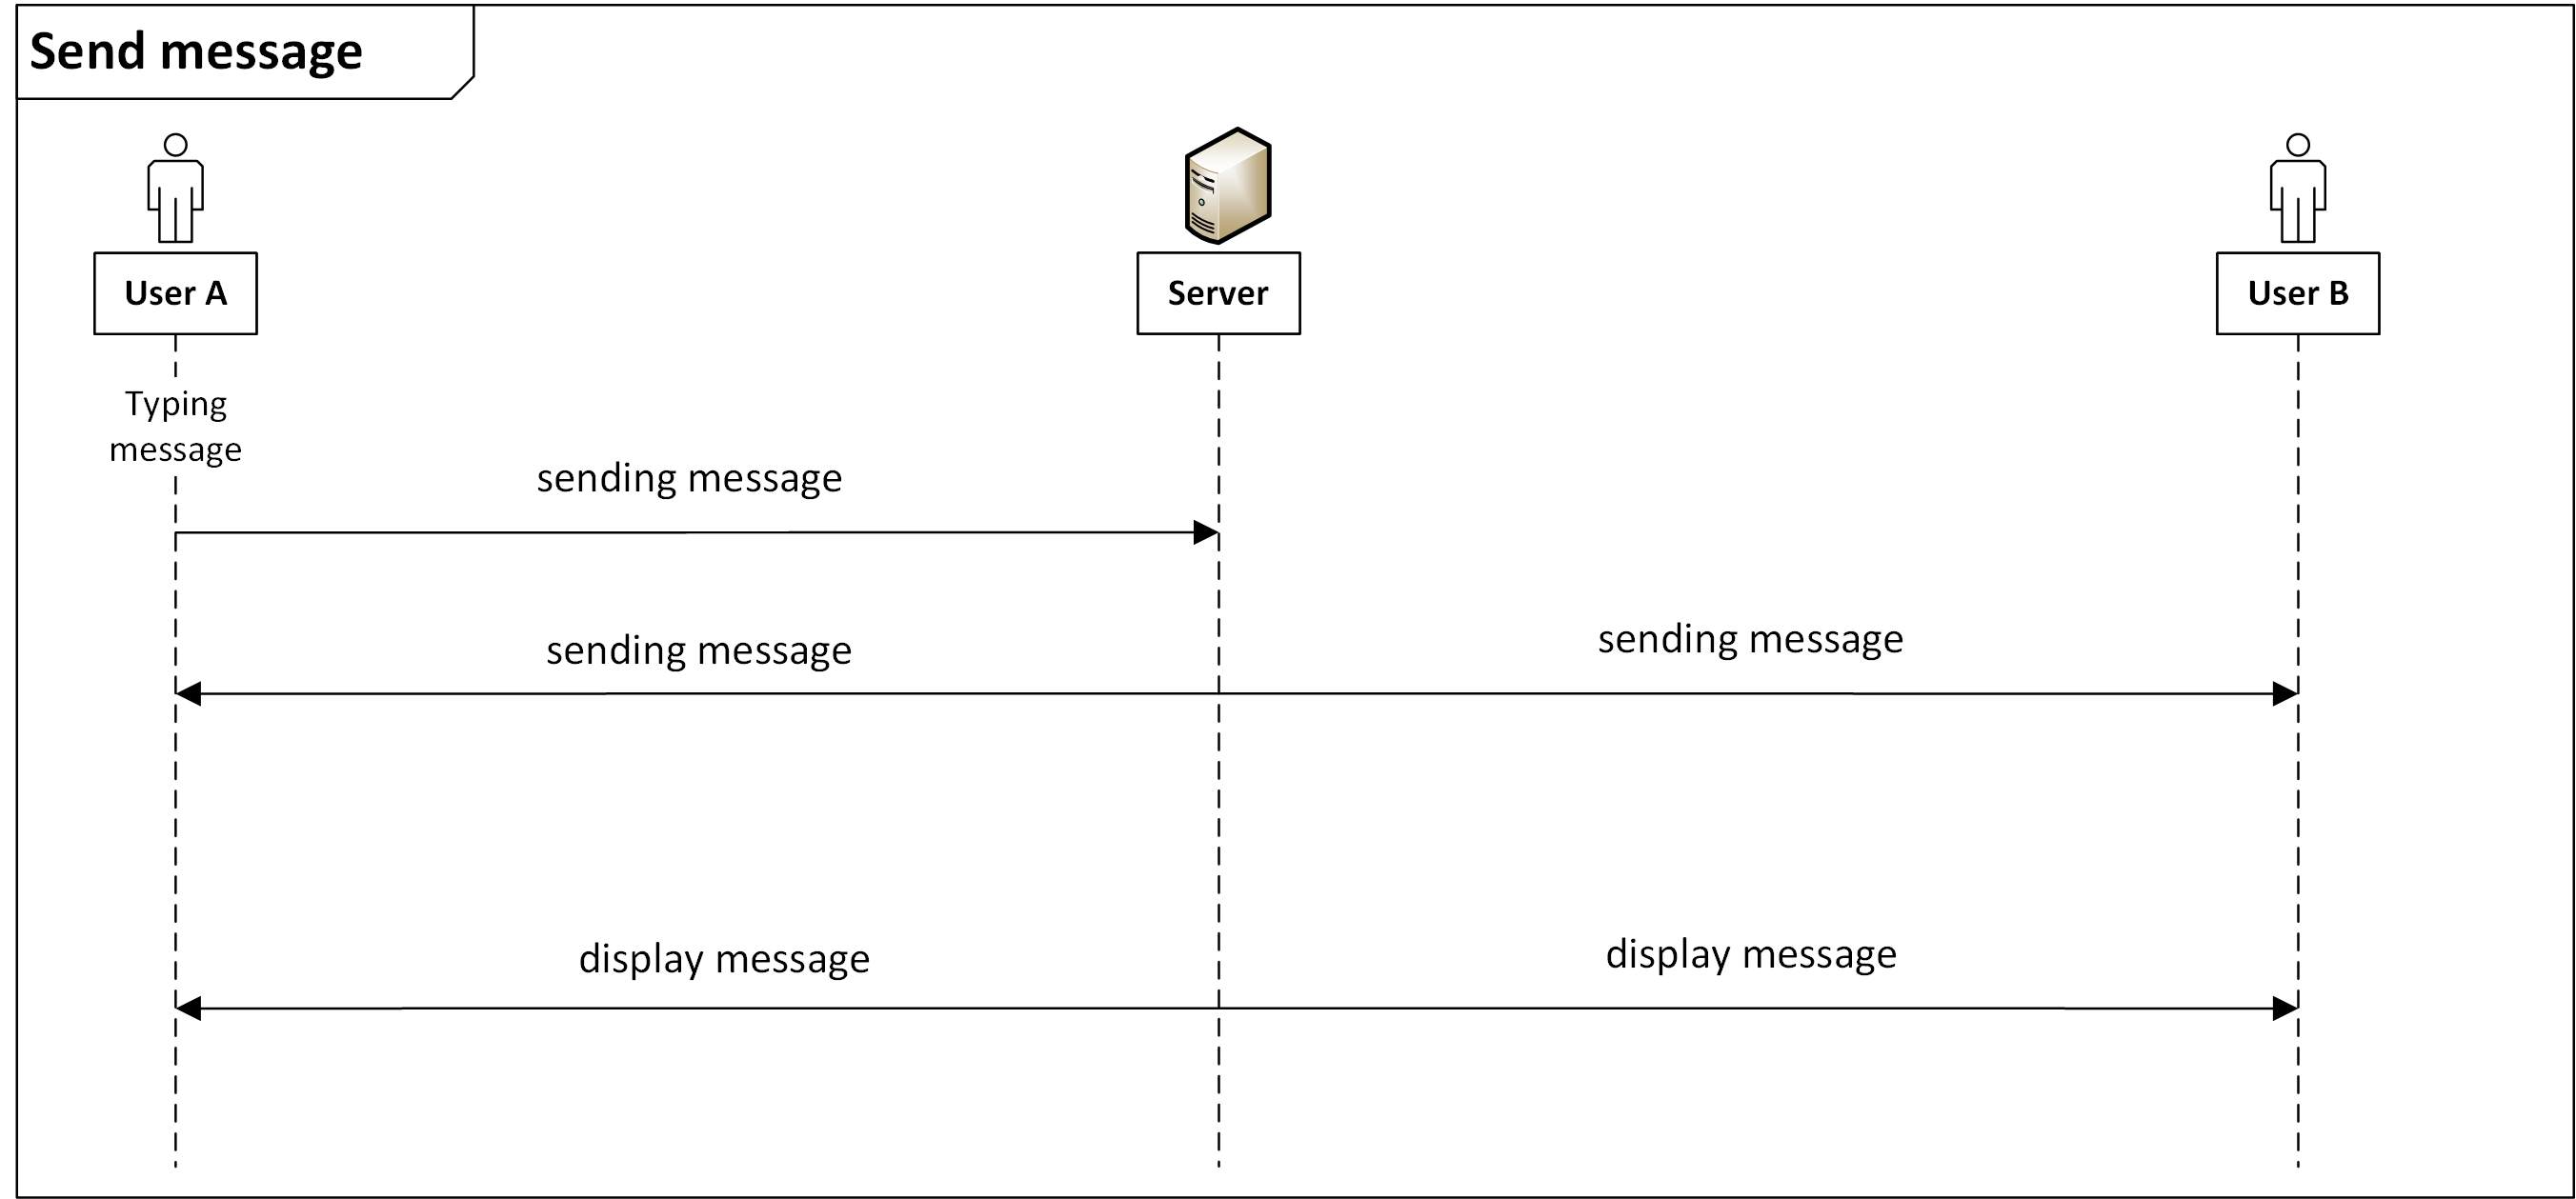 Send message
User A
Server
User B
Typing
message
sending message
sending message
sending message
display message
display message